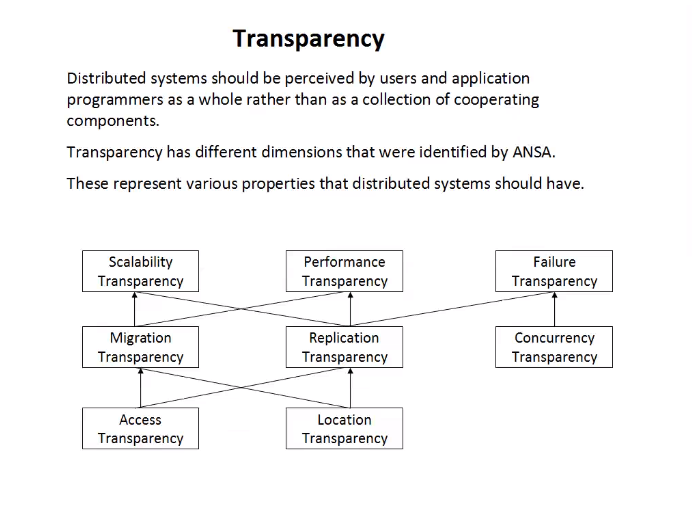 Transparency
Distributed systems should be perceived by users and application
programmers as a whole rather than as a collection of cooperating
components.
Transparency has different dimensions that were identified by ANSA.
These represent various properties that distributed systems should have.
Scalability
Transparency
Performance
Transparency
Failure
Transparency
Migration
Transparency
Replication
Transparency
Concurrency
Transparency
Access
Transparency
Location
Transparency